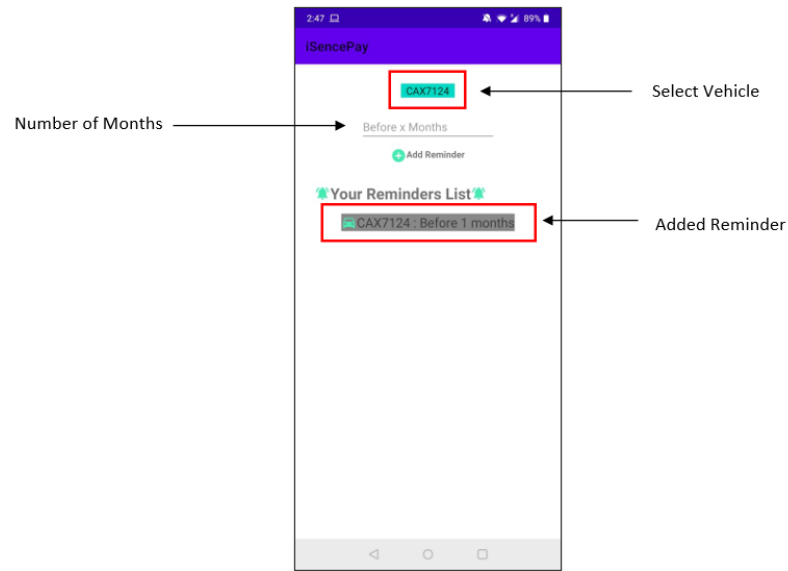 2:47 89%
iSencePay
CAX7124
Select Vehicle
Number of Months
Before x Months
Add Reminder
Your Reminders List
CAX7124 : Before 1 months
Added Reminder